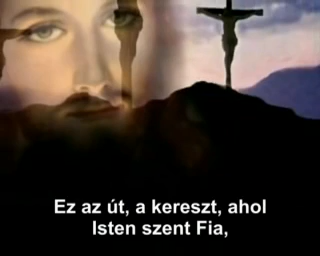 Ez az út, a kereszt, ahol
Isten szent Fia,